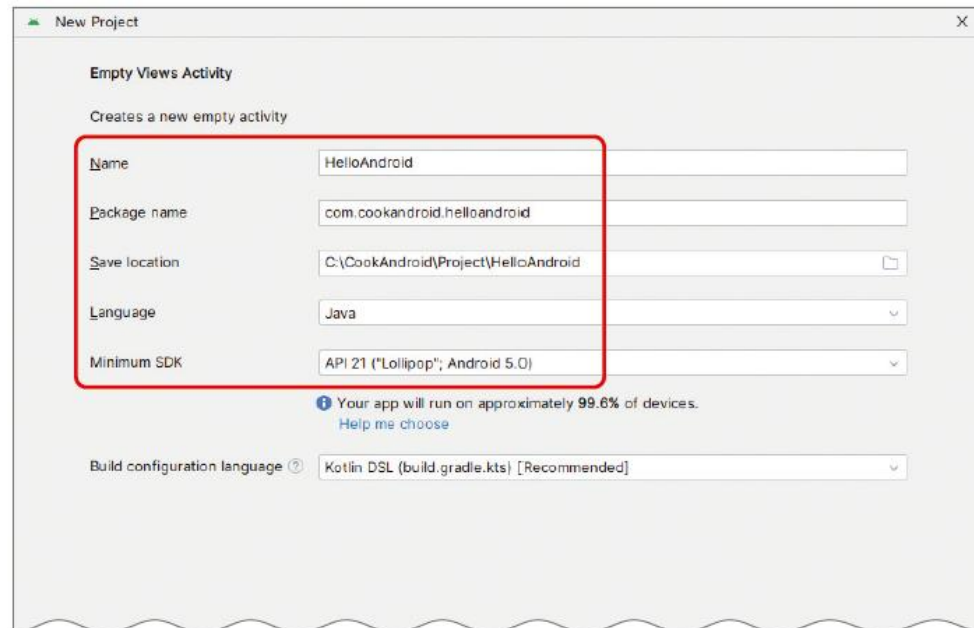 New Project
Empty Views Activity
Creates a new empty activity
Name HelloAndroid
Package name com.cookandroid.helloandroid
Save location C:\CookAndroid\Project\HelloAndroid
Language Java
Minimum SDK API 21 ("Lollipop"; Android 5.0)
Your app will run on approximately 99.6% of devices.
Help me choose
Build configuration language ? Kotlin DSL (build.gradle.kts) [Recommended]